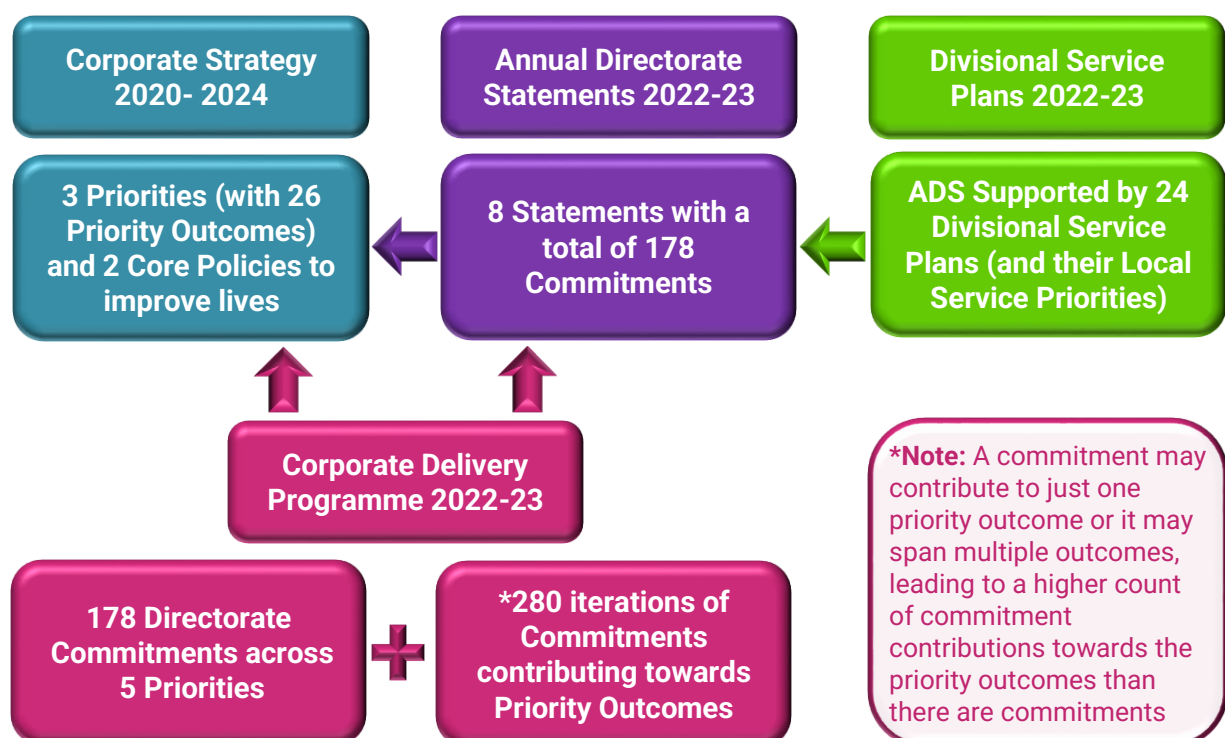 Corporate Strategy
2020- 2024
Annual Directorate
Statements 2022-23
Divisional Service
Plans 2022-23
3 Priorities (with 26
Priority Outcomes)
and 2 Core Policies to
improve lives
8 Statements with a
total of 178
Commitments
ADS Supported by 24
Divisional Service
Plans (and their Local
Service Priorities)
Corporate Delivery
Programme 2022-23
178 Directorate
Commitments across
5 Priorities
*280 iterations of
Commitments
contributing towards
Priority Outcomes
*Note: A commitment may
contribute to just one
priority outcome or it may
span multiple outcomes,
leading to a higher count
of commitment
contributions towards the
priority outcomes than
there are commitments